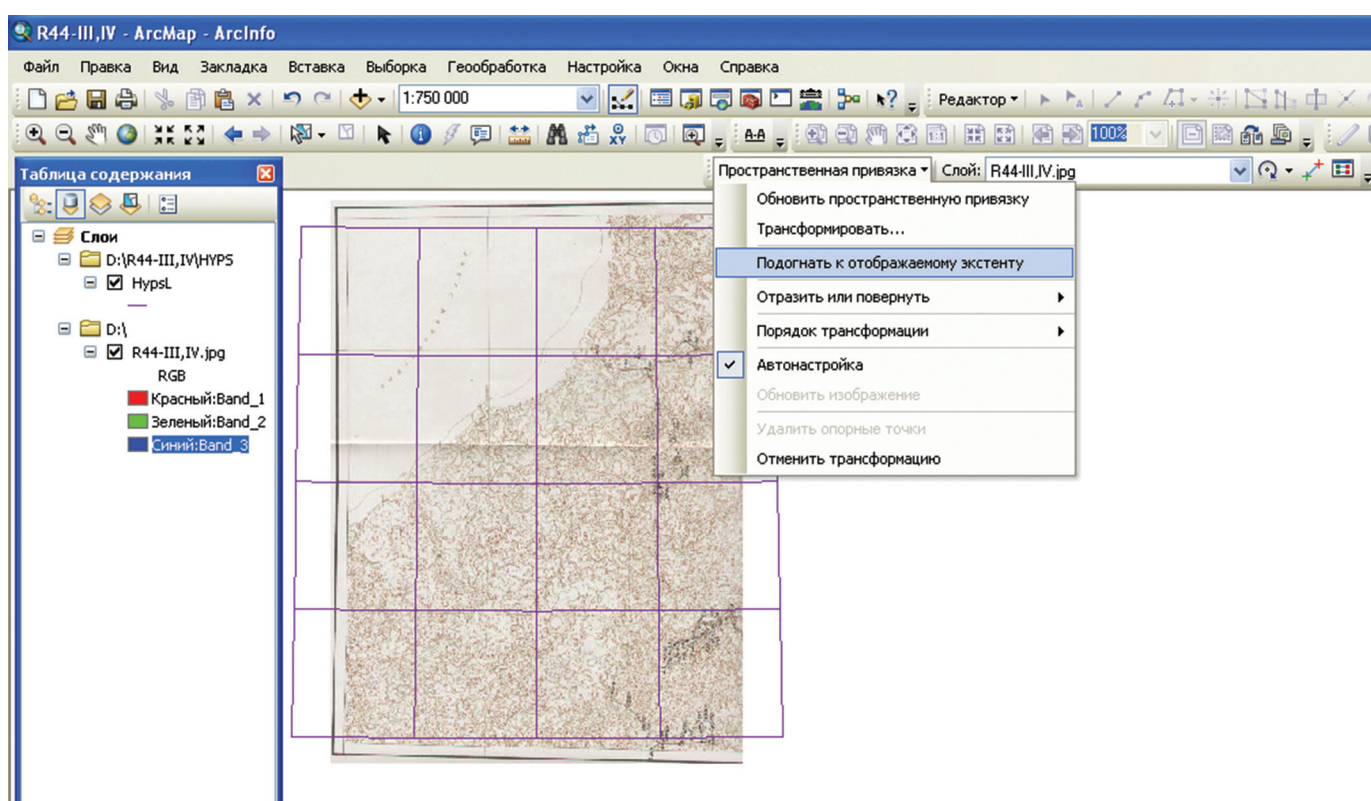 R44-III,IV - ArcMap - ArcInfo
Файл Правка Вид Закладка Вставка Выборка Геообработка Настройка Окна Справка
1:750 000
Редактор
100%
Таблица содержания
Пространственная привязка Слой: R44-III,IV.jpg
Обновить пространственную привязку
Трансформировать...
Подогнать к отображаемому экстенту
Отразить или повернуть
Порядок трансформации
Автонастройка
Обновить изображение
Удалить опорные точки
Отменить трансформацию
Слои
D:\R44-III,IV\HYPS
HypsL
D:\
R44-III,IV.jpg
RGB
Красный:Band_1
Зеленый:Band_2
Синий:Band_3